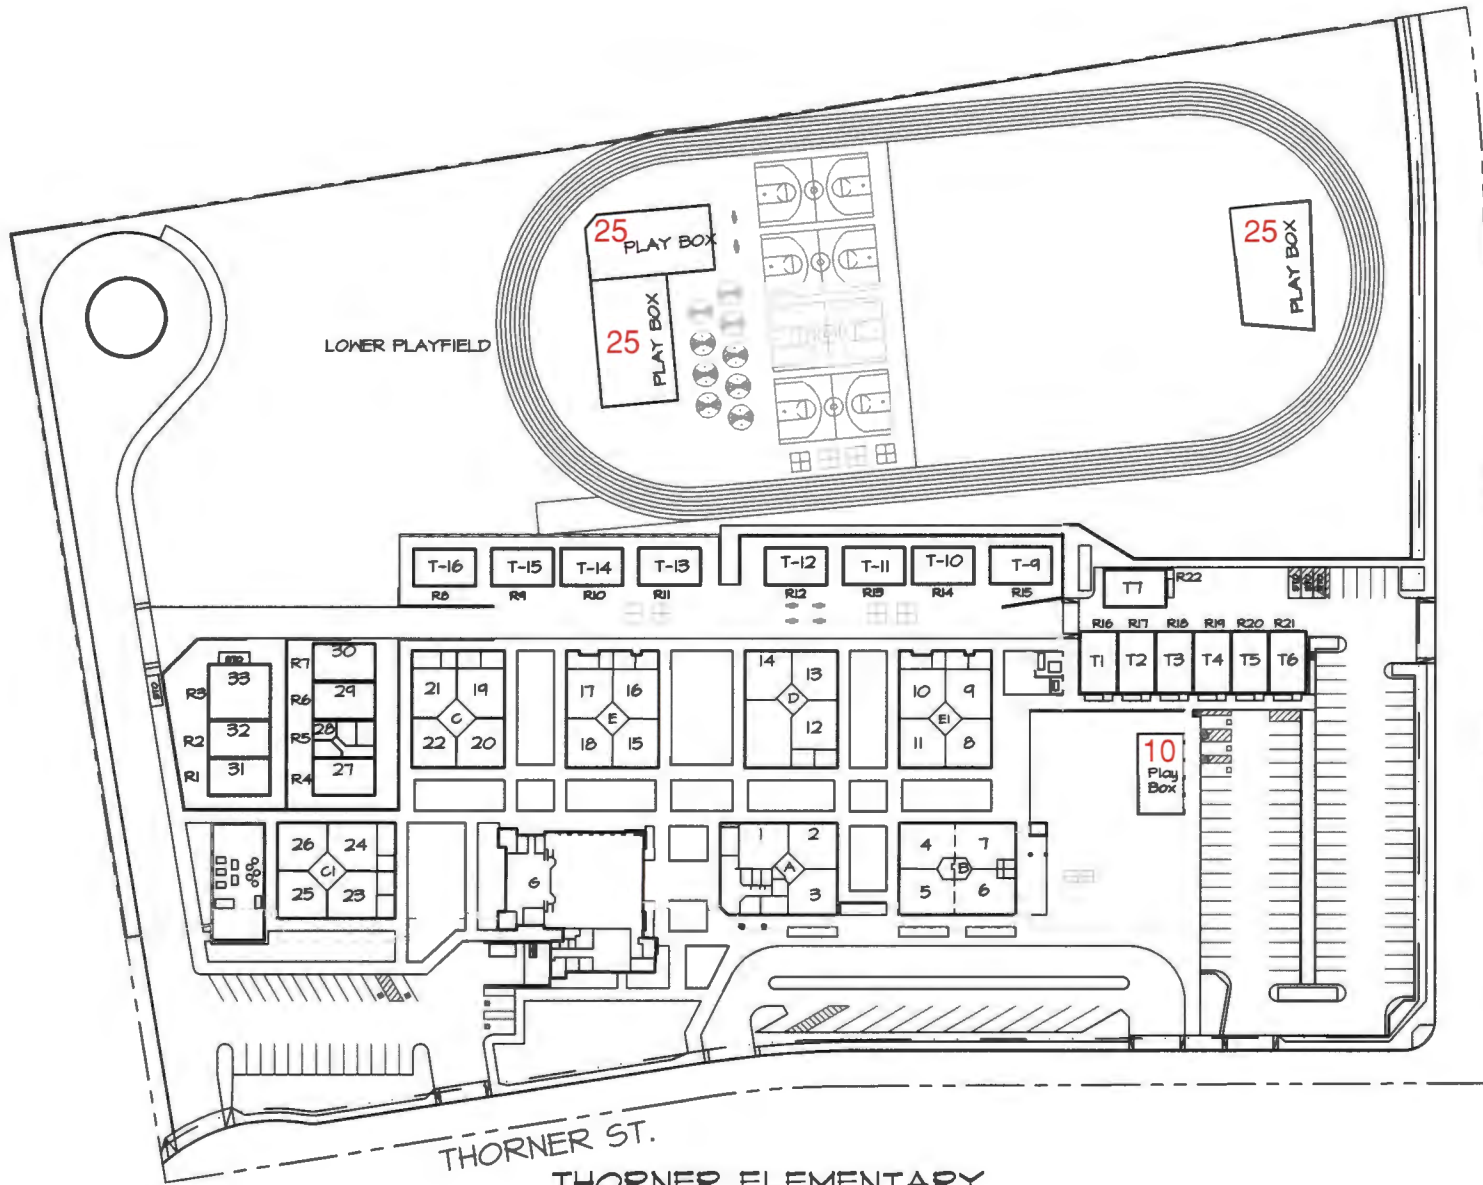 25
PLAY BOX
25
PLAY BOX
25
PLAY BOX
LOWER PLAYFIELD
T-16
T-15
T-14
T-13
T-12
T-11
T-10
T-9
R8
R9
R10
R11
R12
R13
R14
R15
T7
R22
R16
R17
R18
R19
R20
R21
T1
T2
T3
T4
T5
T6
R3
33
R2
32
R1
31
R7
30
R6
29
R5
28
R4
27
21
19
C
22
20
17
16
E
18
15
14
13
D
12
10
9
E1
11
8
10
Play
Box
26
24
C1
25
23
G
1
2
A
3
4
7
B
5
6
THORNER ST.
THORNER ELEMENTARY